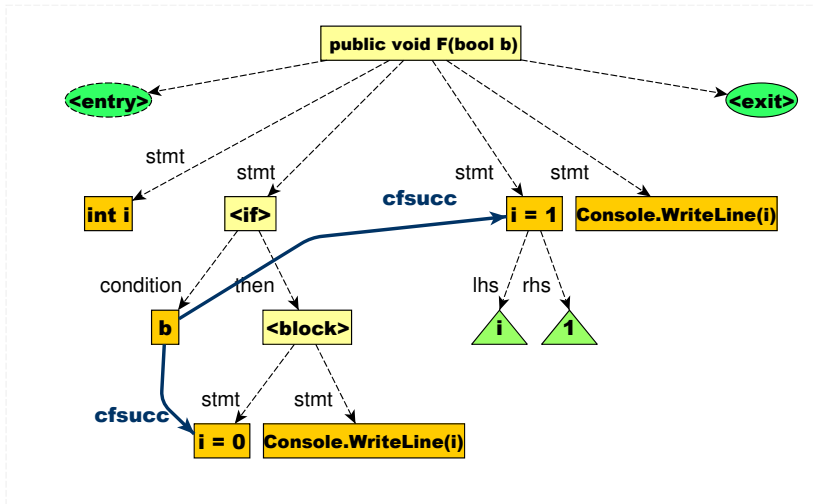 public void F(bool b)
<entry>
<exit>
stmt
stmt
stmt
stmt
cfsucc
int i
<if>
i = 1
Console.WriteLine(i)
condition
then
lhs
rhs
b
<block>
i
1
stmt
stmt
cfsucc
i = 0
Console.WriteLine(i)